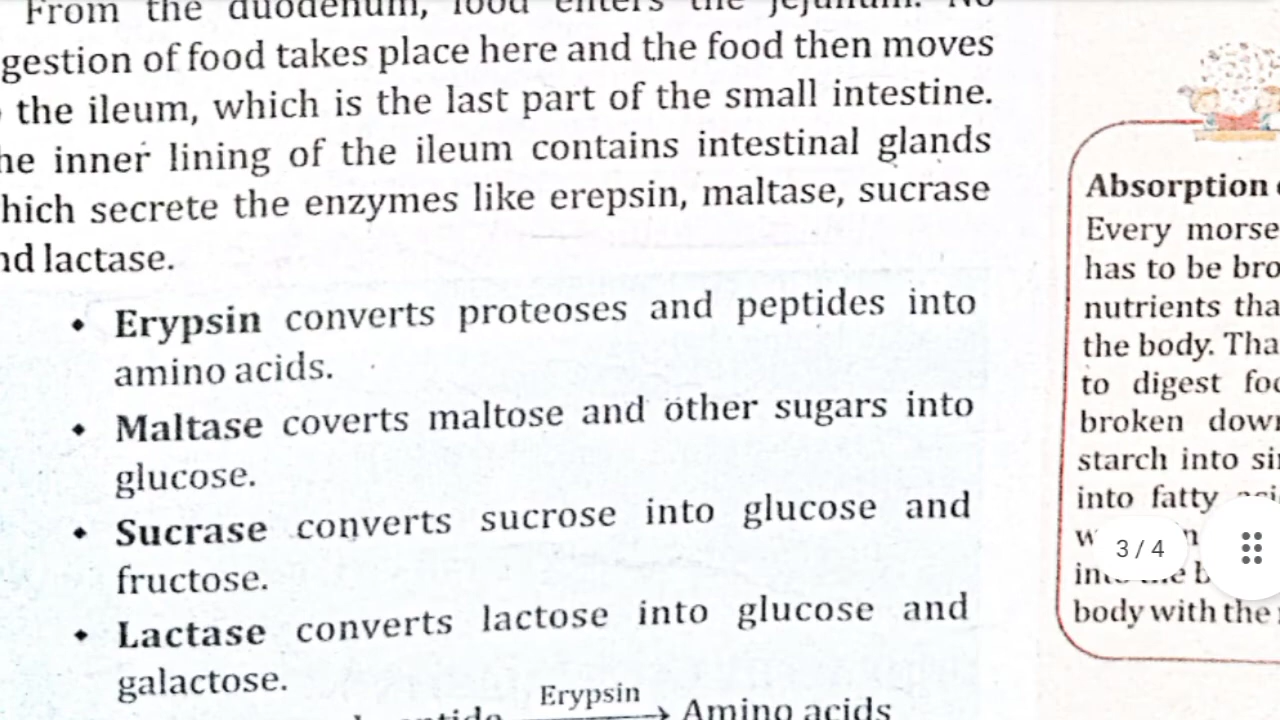 From the duodenum, food enters the jejunum. No
gestion of food takes place here and the food then moves
the ileum, which is the last part of the small intestine.
he inner lining of the ileum contains intestinal glands
hich secrete the enzymes like erepsin, maltase, sucrase
nd lactase.
• Erypsin converts proteoses and peptides into
amino acids.
• Maltase coverts maltose and other sugars into
glucose.
• Sucrase converts sucrose into glucose and
fructose.
• Lactase converts lactose into glucose and
galactose.
Erypsin
Amino acids
Absorption
Every morse
has to be bro
nutrients tha
the body. Tha
to digest foo
broken down
starch into sin
into fatty
3 / 4
body with the